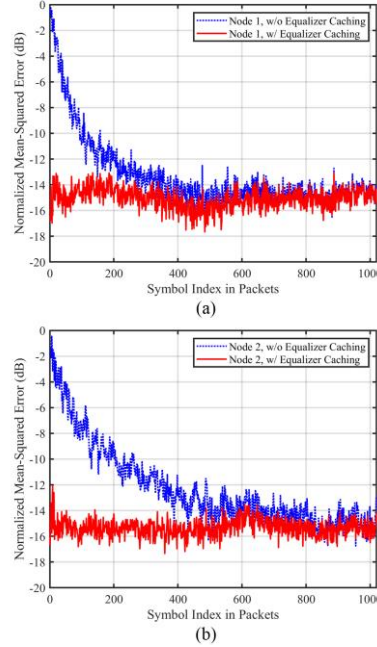 0
-2
-4
-6
-8
-10
-12
-14
-16
-18
-20
Normalized Mean-Squared Error (dB)
Node 1, w/o Equalizer Caching
Node 1, w/ Equalizer Caching
0 200 400 600 800 1000
Symbol Index in Packets
(a)
0
-2
-4
-6
-8
-10
-12
-14
-16
-18
-20
Normalized Mean-Squared Error (dB)
Node 2, w/o Equalizer Caching
Node 2, w/ Equalizer Caching
0 200 400 600 800 1000
Symbol Index in Packets
(b)